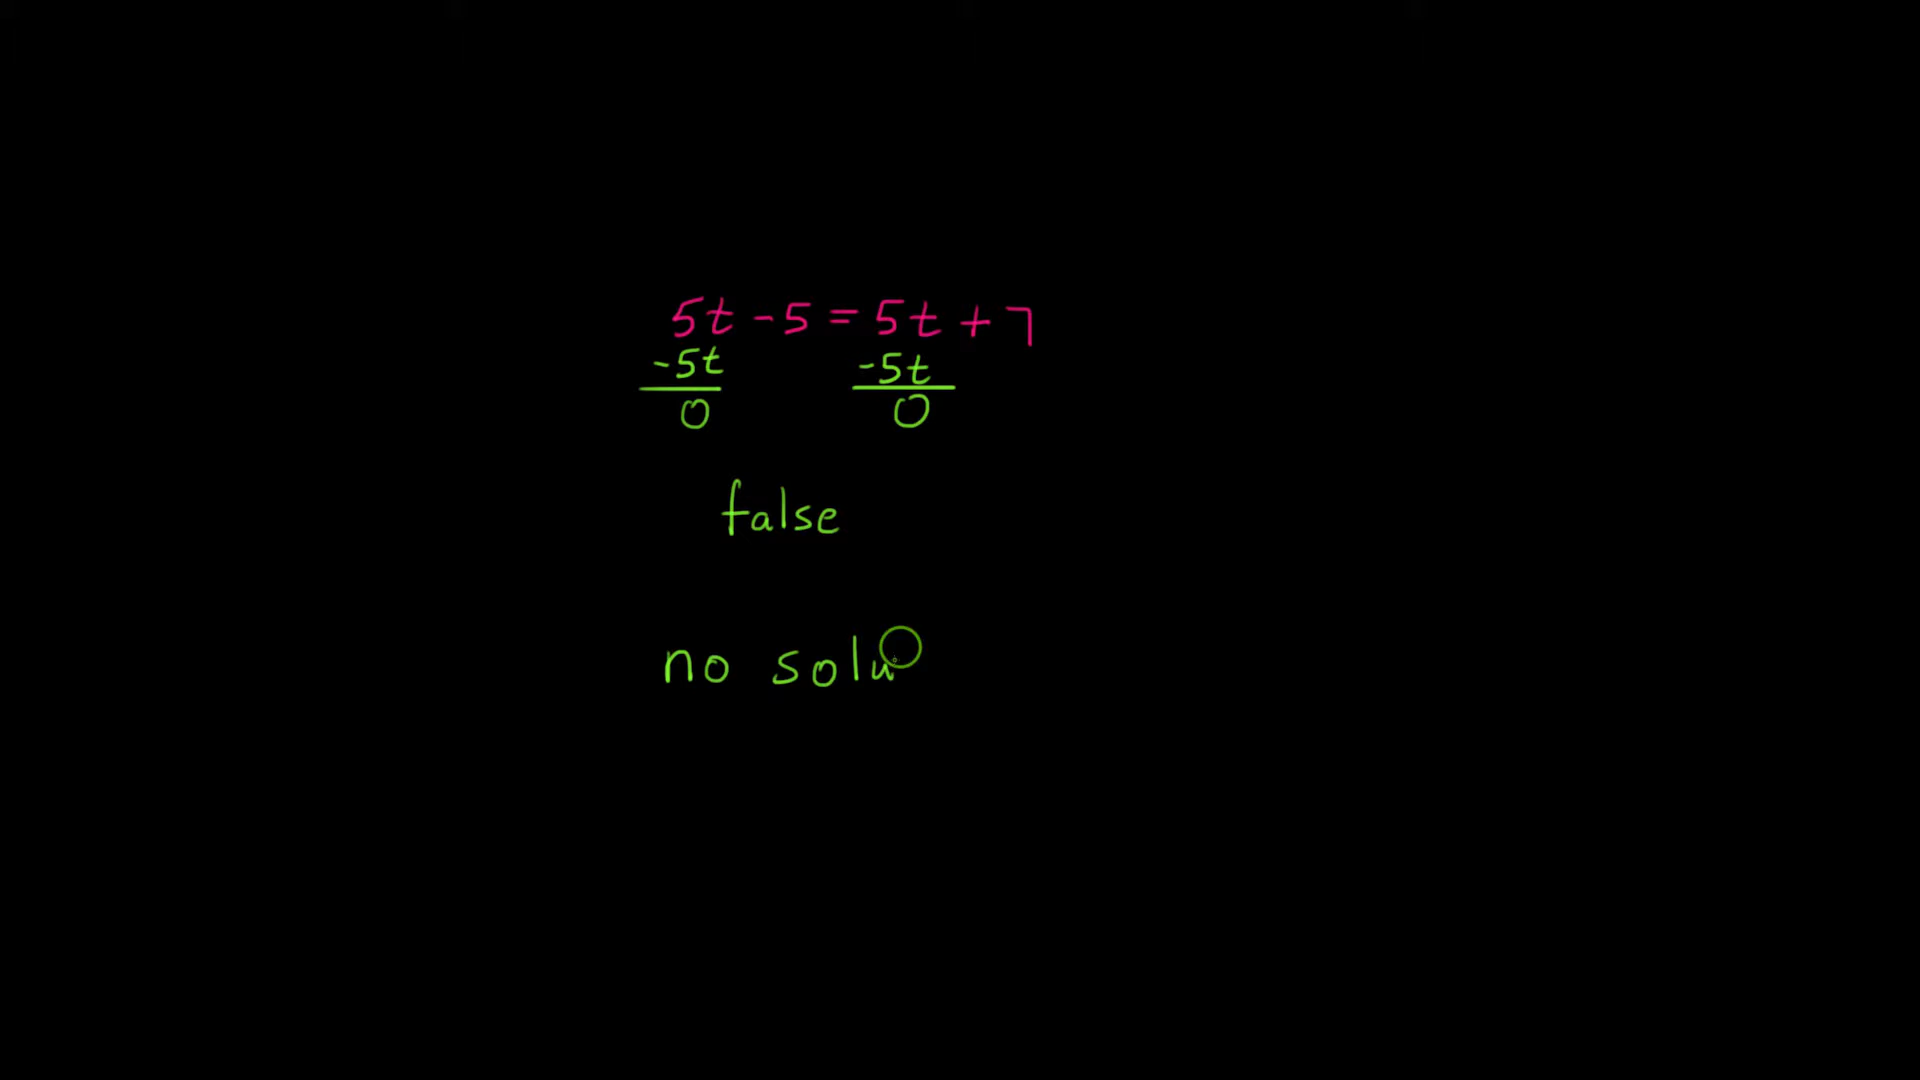 5t - 5 = 5t + 7
-5t -5t
0 0
false
no solu